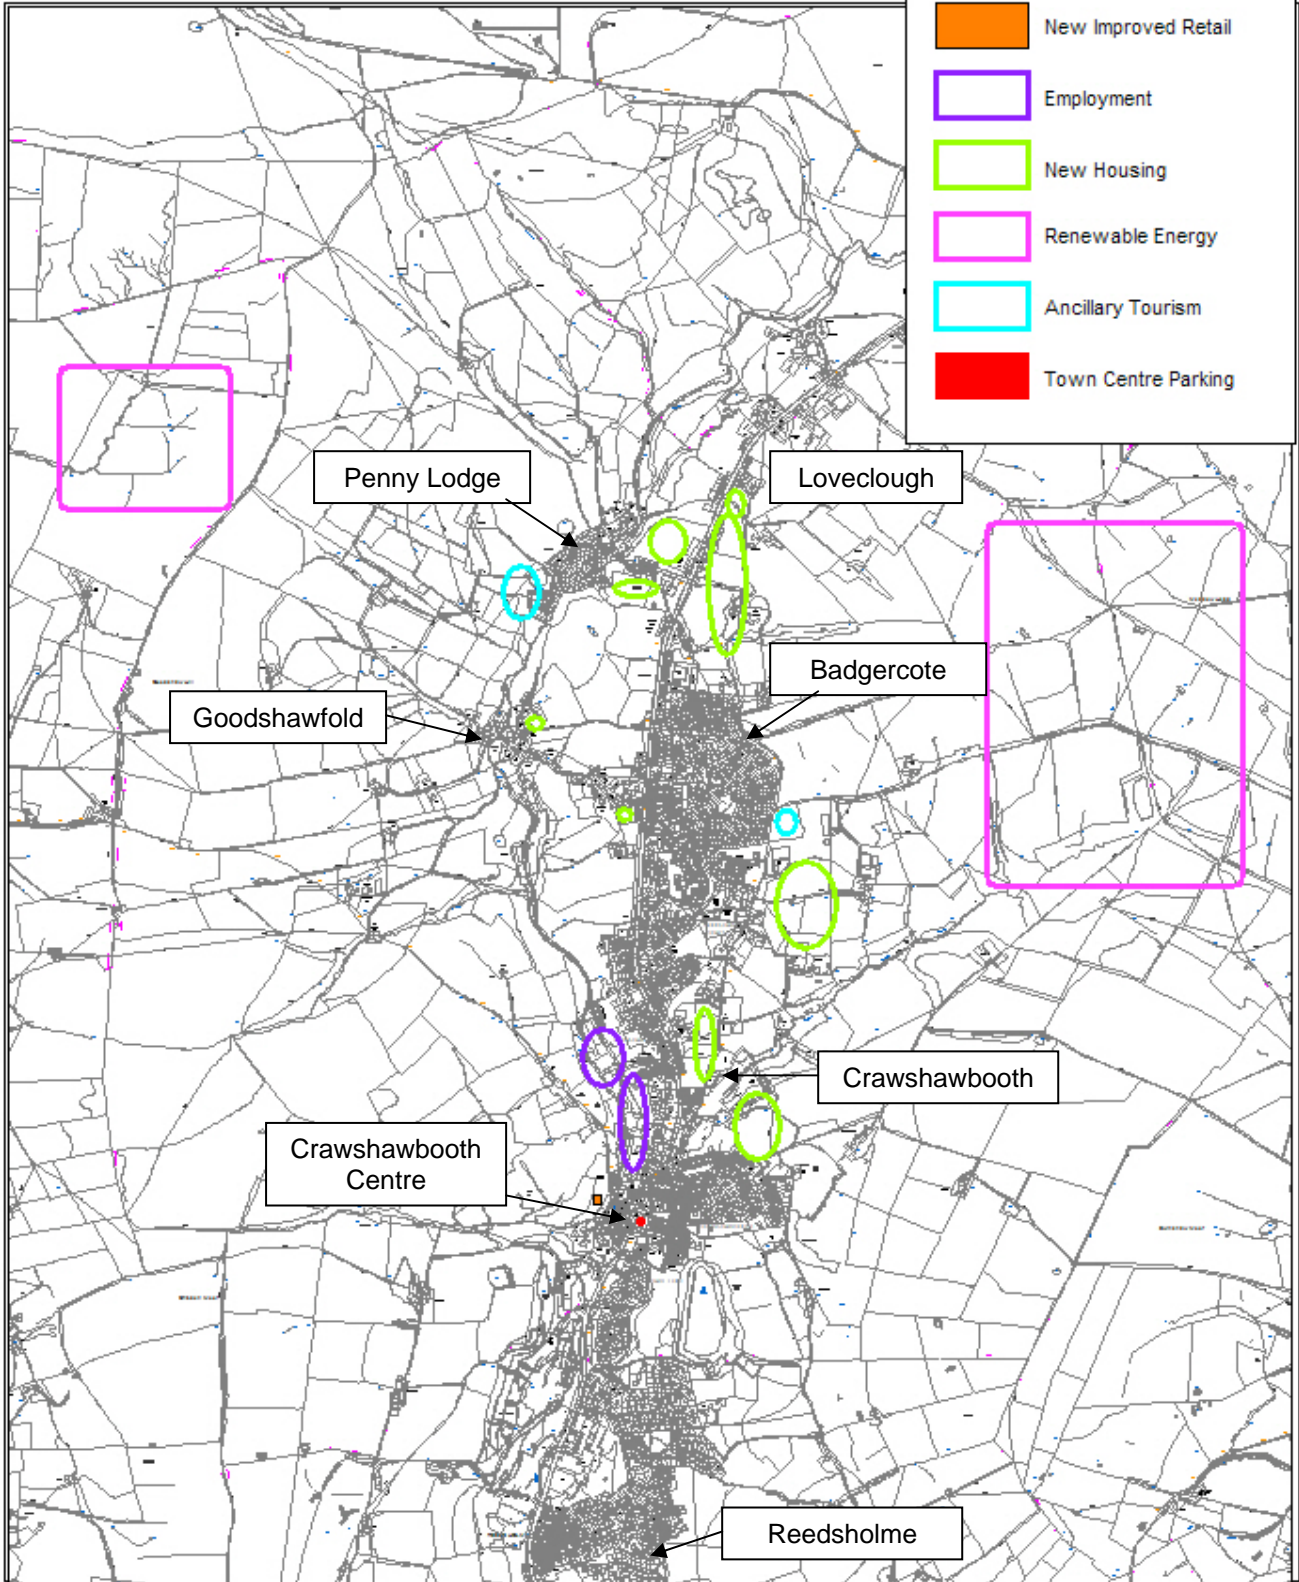 New Improved Retail
Employment
New Housing
Renewable Energy
Ancillary Tourism
Town Centre Parking
Penny Lodge
Loveclough
Badgercote
Goodshawfold
Crawshawbooth
Crawshawbooth
Centre
Reedsholme